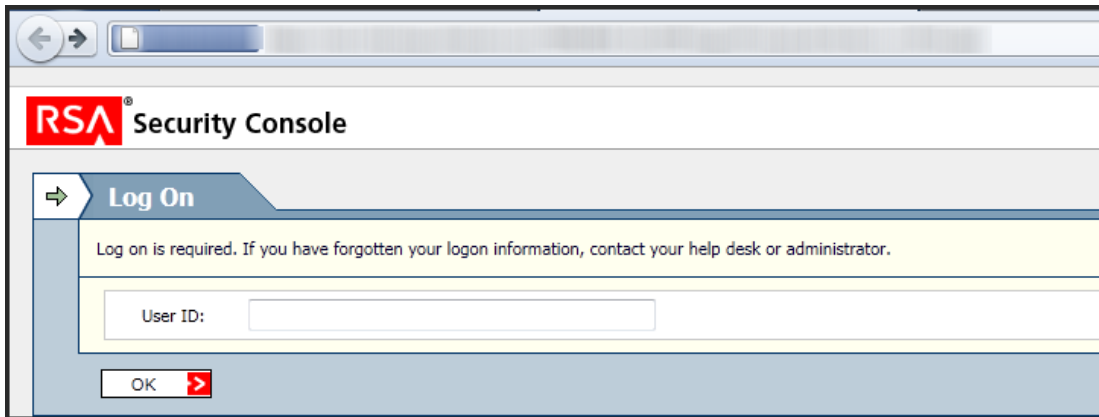 RSA® Security Console
Log On
Log on is required. If you have forgotten your logon information, contact your help desk or administrator.
User ID:
OK